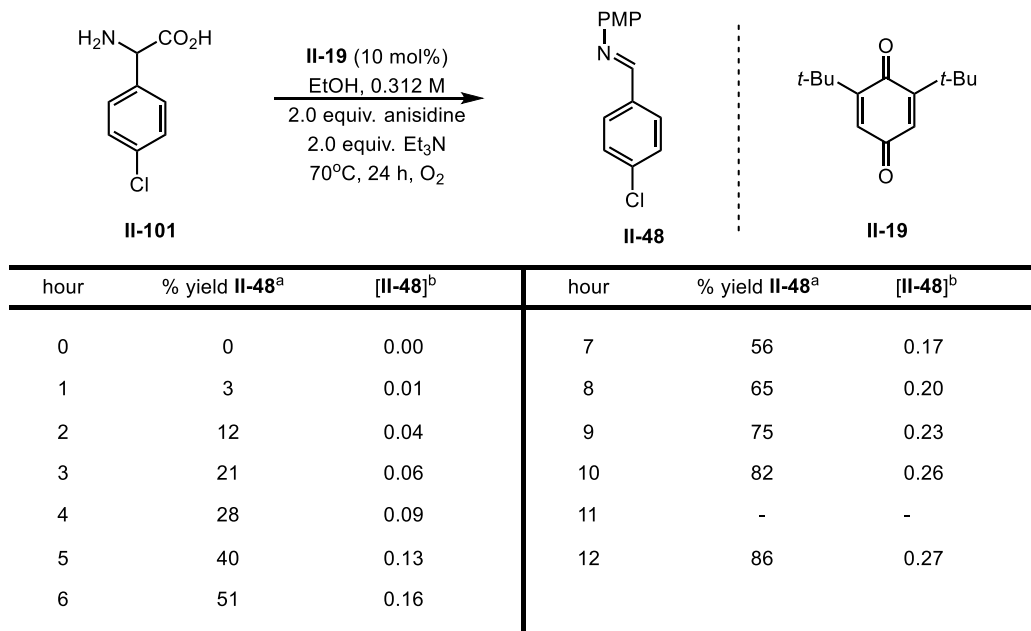 H₂N CO₂H
Cl
II-101
II-19 (10 mol%)
EtOH, 0.312 M
2.0 equiv. anisidine
2.0 equiv. Et₃N
70°C, 24 h, O₂
PMP
N
Cl
II-48
O
t-Bu t-Bu
O
II-19
hour % yield II-48ᵃ [II-48]ᵇ
0 0 0.00
1 3 0.01
2 12 0.04
3 21 0.06
4 28 0.09
5 40 0.13
6 51 0.16
hour % yield II-48ᵃ [II-48]ᵇ
7 56 0.17
8 65 0.20
9 75 0.23
10 82 0.26
11 - -
12 86 0.27